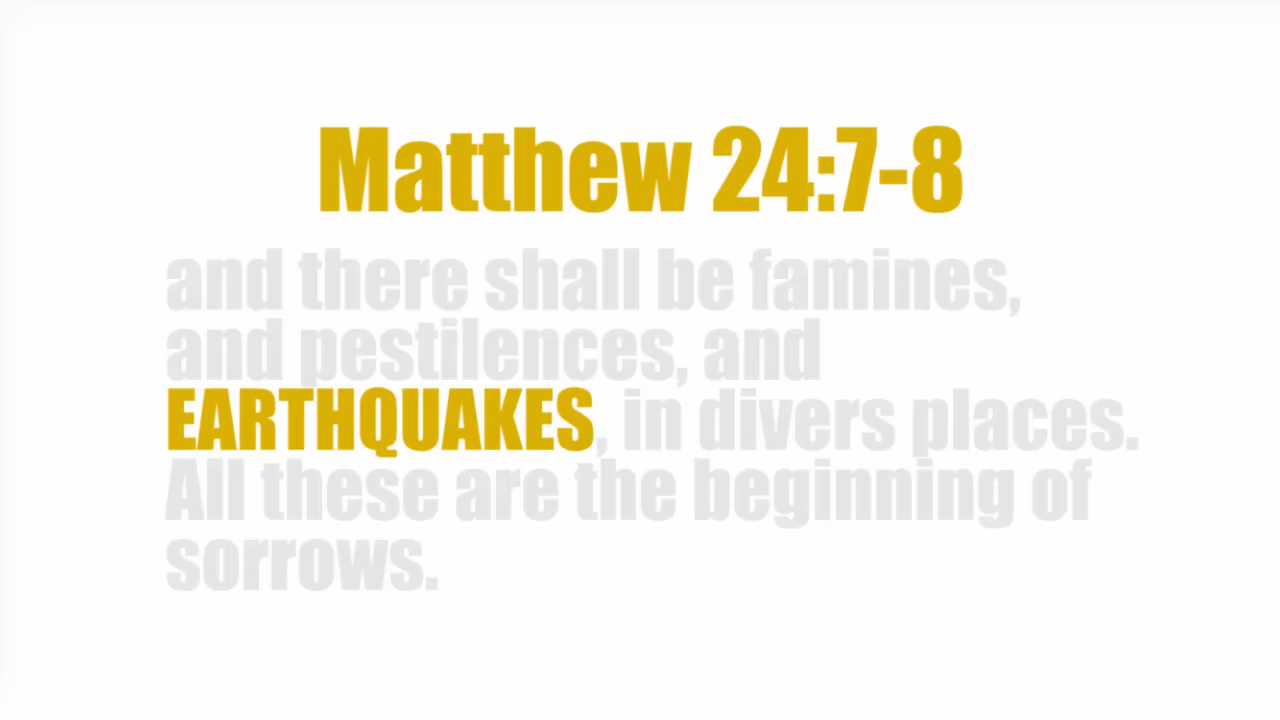 Matthew 24:7-8
and there shall be famines,
and pestilences, and
EARTHQUAKES, in divers places.
All these are the beginning of
sorrows.